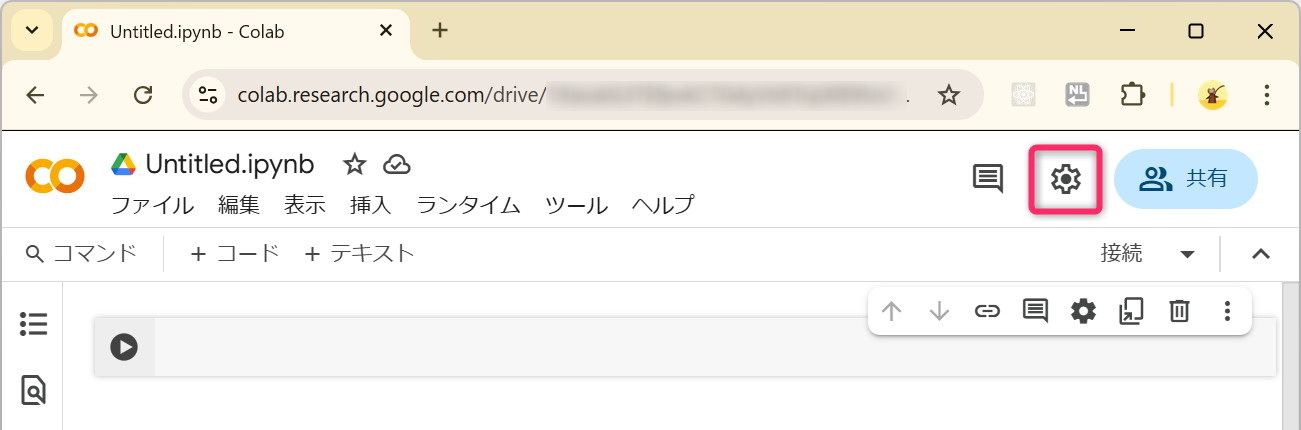 Untitled.ipynb - Colab
colab.research.google.com/drive/
NL
Untitled.ipynb
ファイル 編集 表示 挿入 ランタイム ツール ヘルプ
共有
コマンド + コード + テキスト 接続